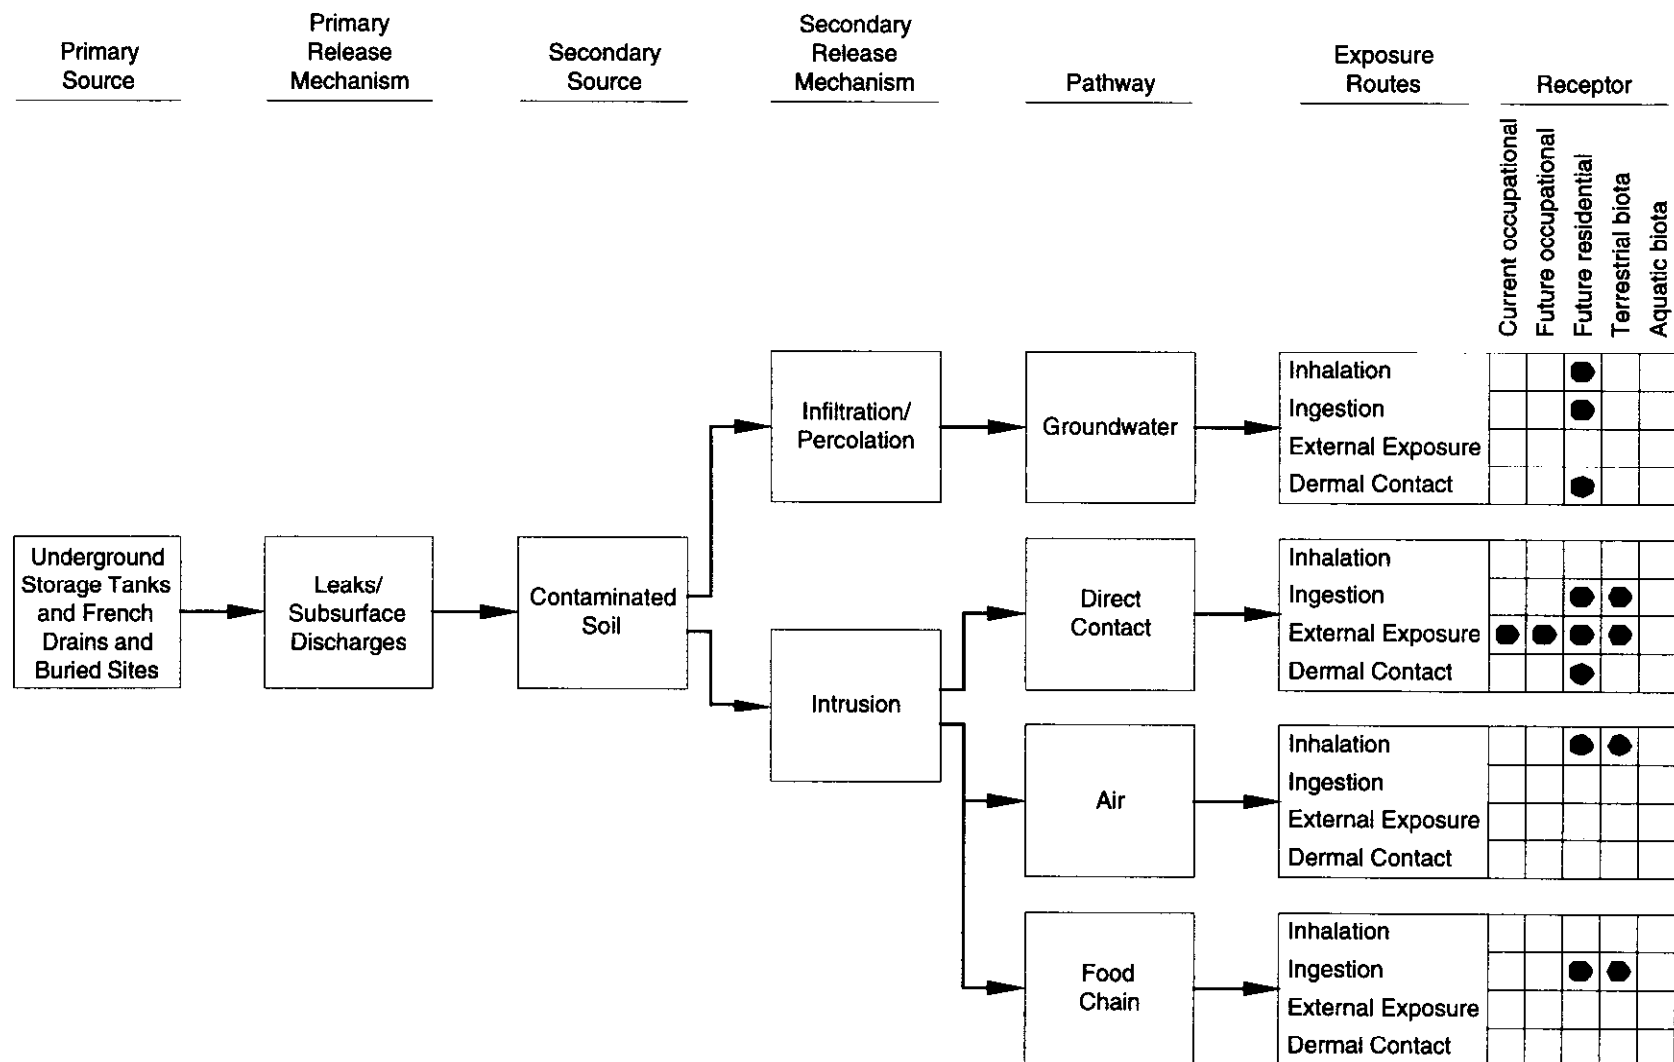 Primary
Source
Primary
Release
Mechanism
Secondary
Source
Secondary
Release
Mechanism
Pathway
Exposure
Routes
Receptor
Current occupational
Future occupational
Future residential
Terrestrial biota
Aquatic biota
Underground
Storage Tanks
and French
Drains and
Buried Sites
Leaks/
Subsurface
Discharges
Contaminated
Soil
Infiltration/
Percolation
Groundwater
Inhalation
Ingestion
External Exposure
Dermal Contact
Intrusion
Direct
Contact
Inhalation
Ingestion
External Exposure
Dermal Contact
Air
Inhalation
Ingestion
External Exposure
Dermal Contact
Food
Chain
Inhalation
Ingestion
External Exposure
Dermal Contact